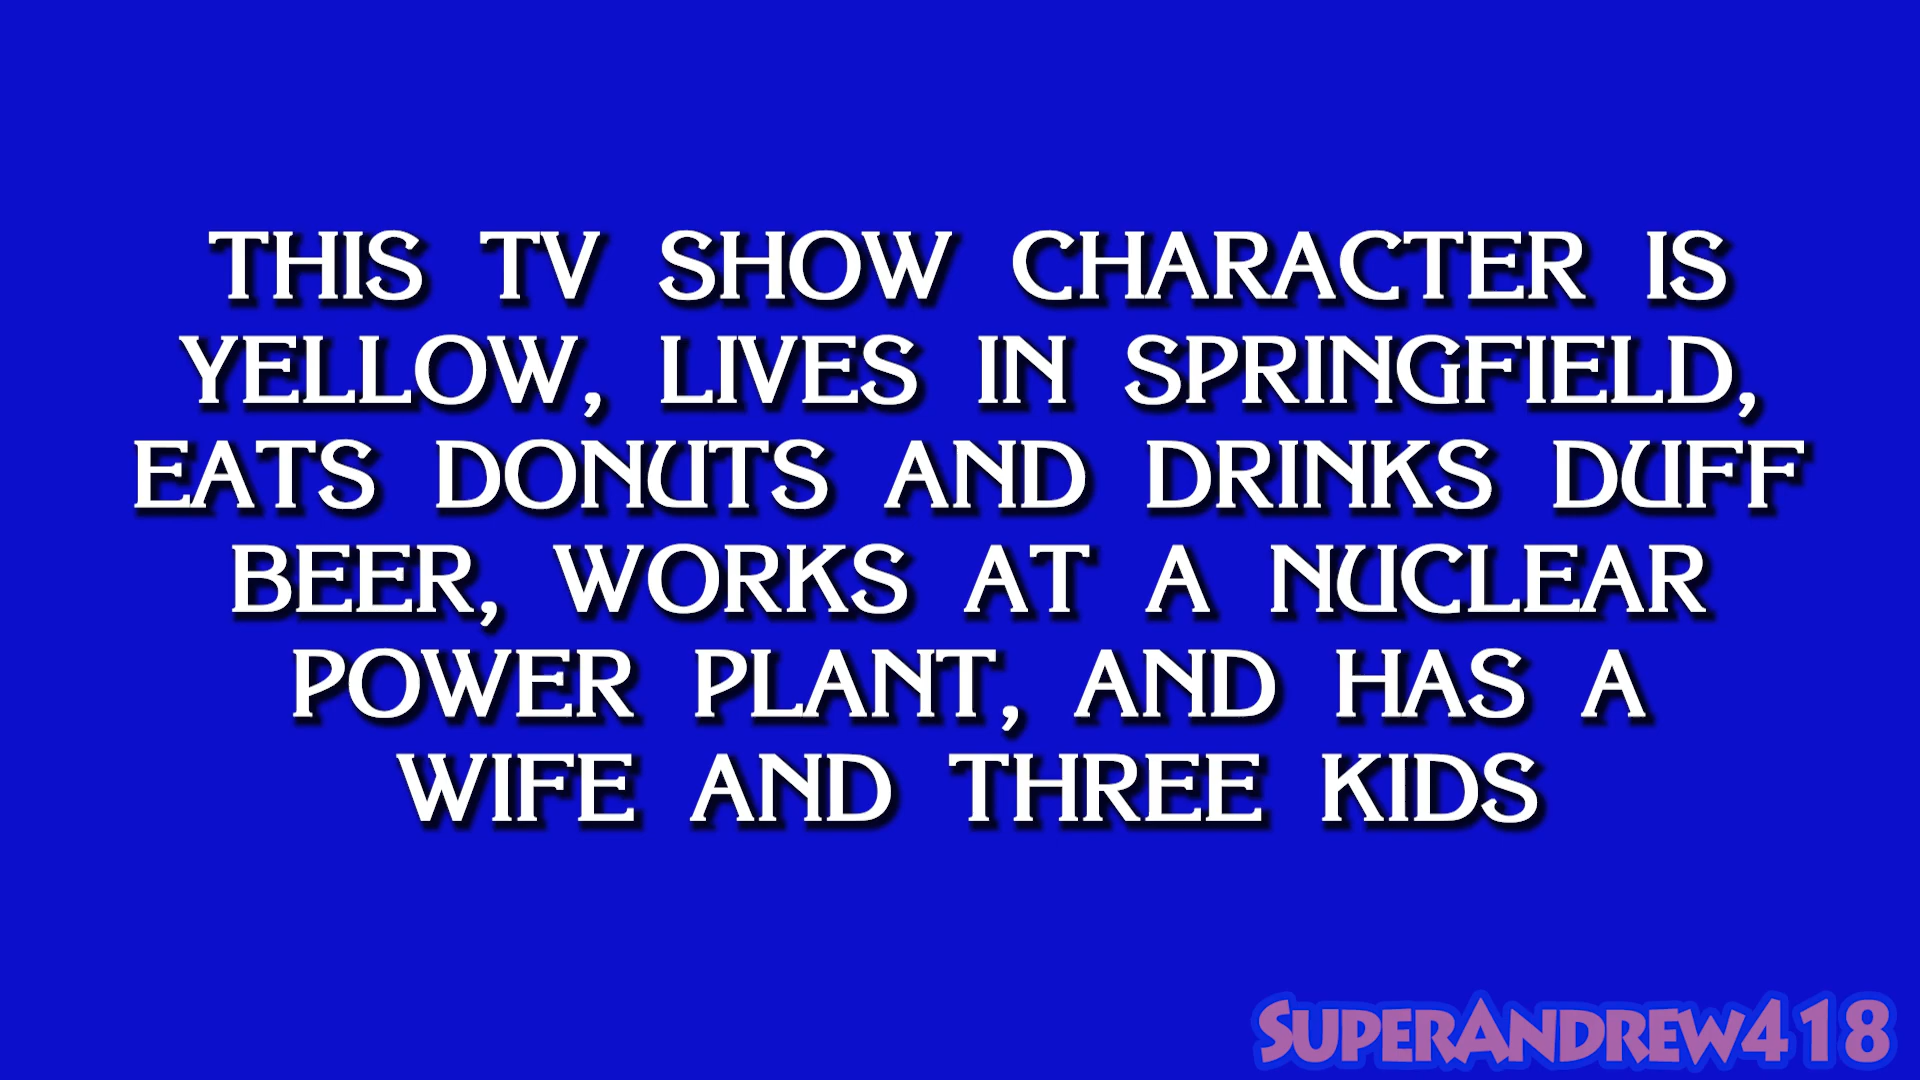 THIS TV SHOW CHARACTER IS
YELLOW, LIVES IN SPRINGFIELD,
EATS DONUTS AND DRINKS DUFF
BEER, WORKS AT A NUCLEAR
POWER PLANT, AND HAS A
WIFE AND THREE KIDS
SUPERANDREW418